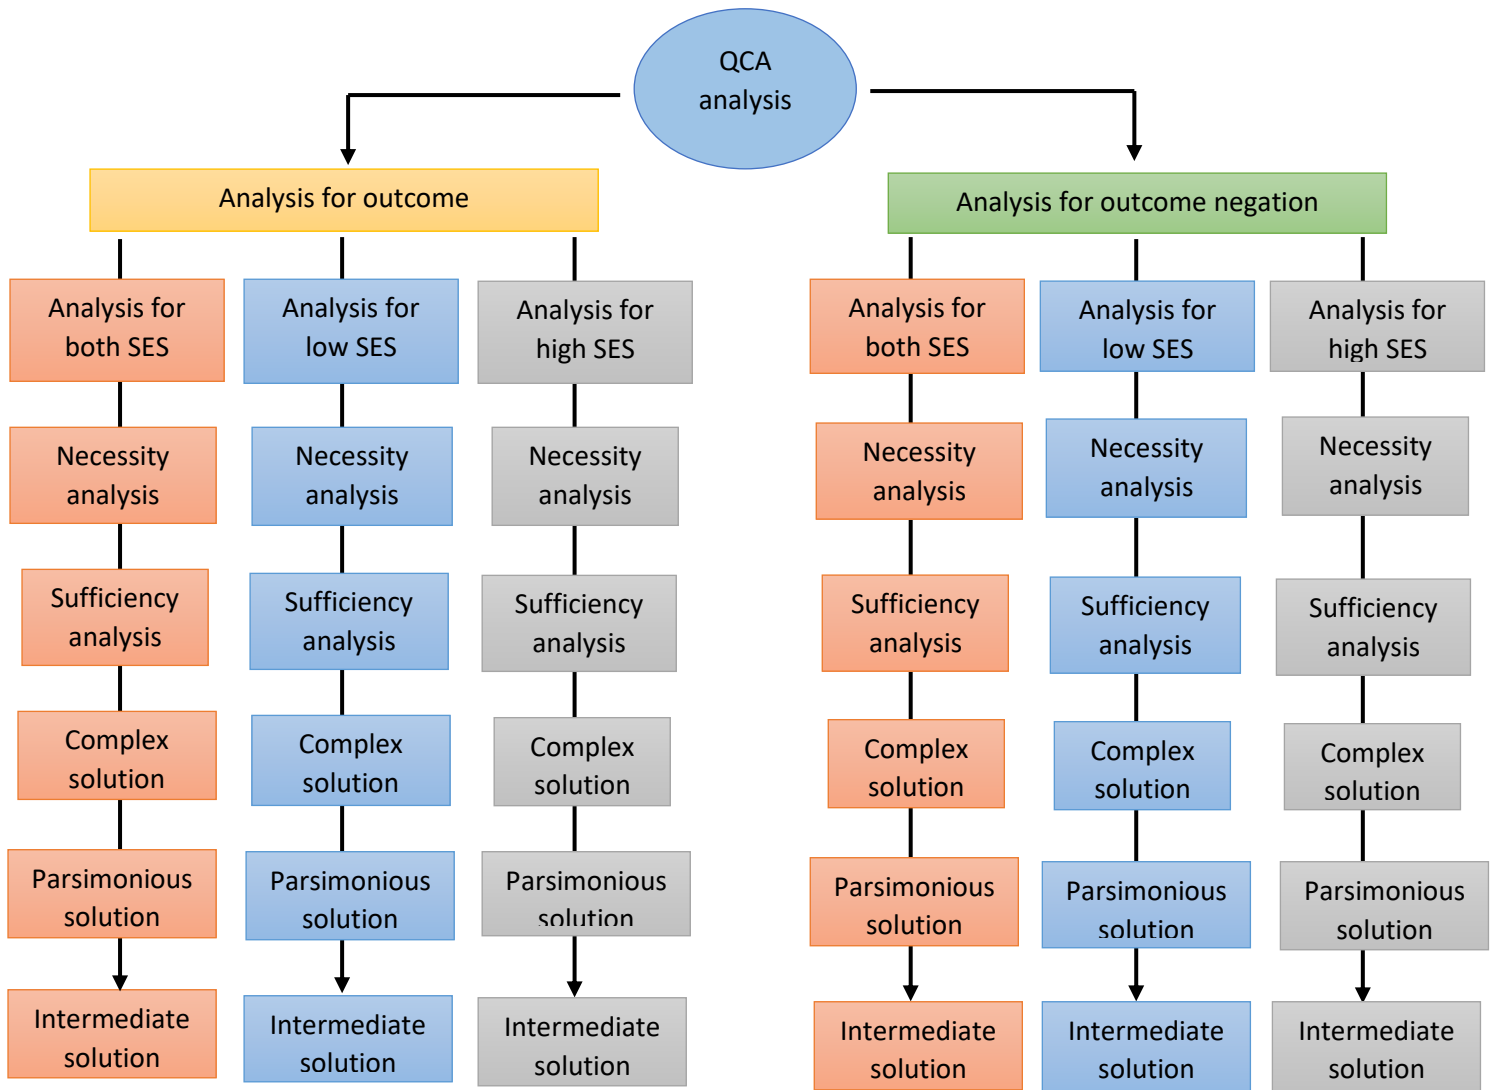 QCA
analysis
Analysis for outcome
Analysis for outcome negation
Analysis for
both SES
Analysis for
low SES
Analysis for
high SES
Analysis for
both SES
Analysis for
low SES
Analysis for
high SES
Necessity
analysis
Necessity
analysis
Necessity
analysis
Necessity
analysis
Necessity
analysis
Necessity
analysis
Sufficiency
analysis
Sufficiency
analysis
Sufficiency
analysis
Sufficiency
analysis
Sufficiency
analysis
Sufficiency
analysis
Complex
solution
Complex
solution
Complex
solution
Complex
solution
Complex
solution
Complex
solution
Parsimonious
solution
Parsimonious
solution
Parsimonious
solution
Parsimonious
solution
Parsimonious
solution
Parsimonious
solution
Intermediate
solution
Intermediate
solution
Intermediate
solution
Intermediate
solution
Intermediate
solution
Intermediate
solution